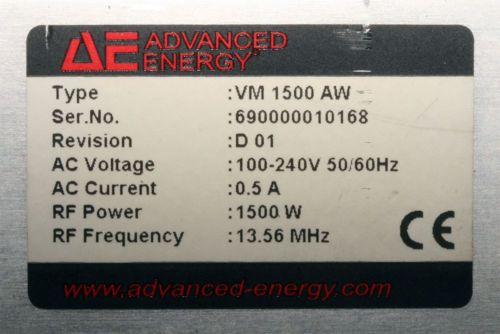 AE ADVANCED
ENERGY®
Type :VM 1500 AW
Ser.No. :690000010168
Revision :D 01
AC Voltage :100-240V 50/60Hz
AC Current :0.5 A
RF Power :1500 W
RF Frequency :13.56 MHz
CE
www.advanced-energy.com